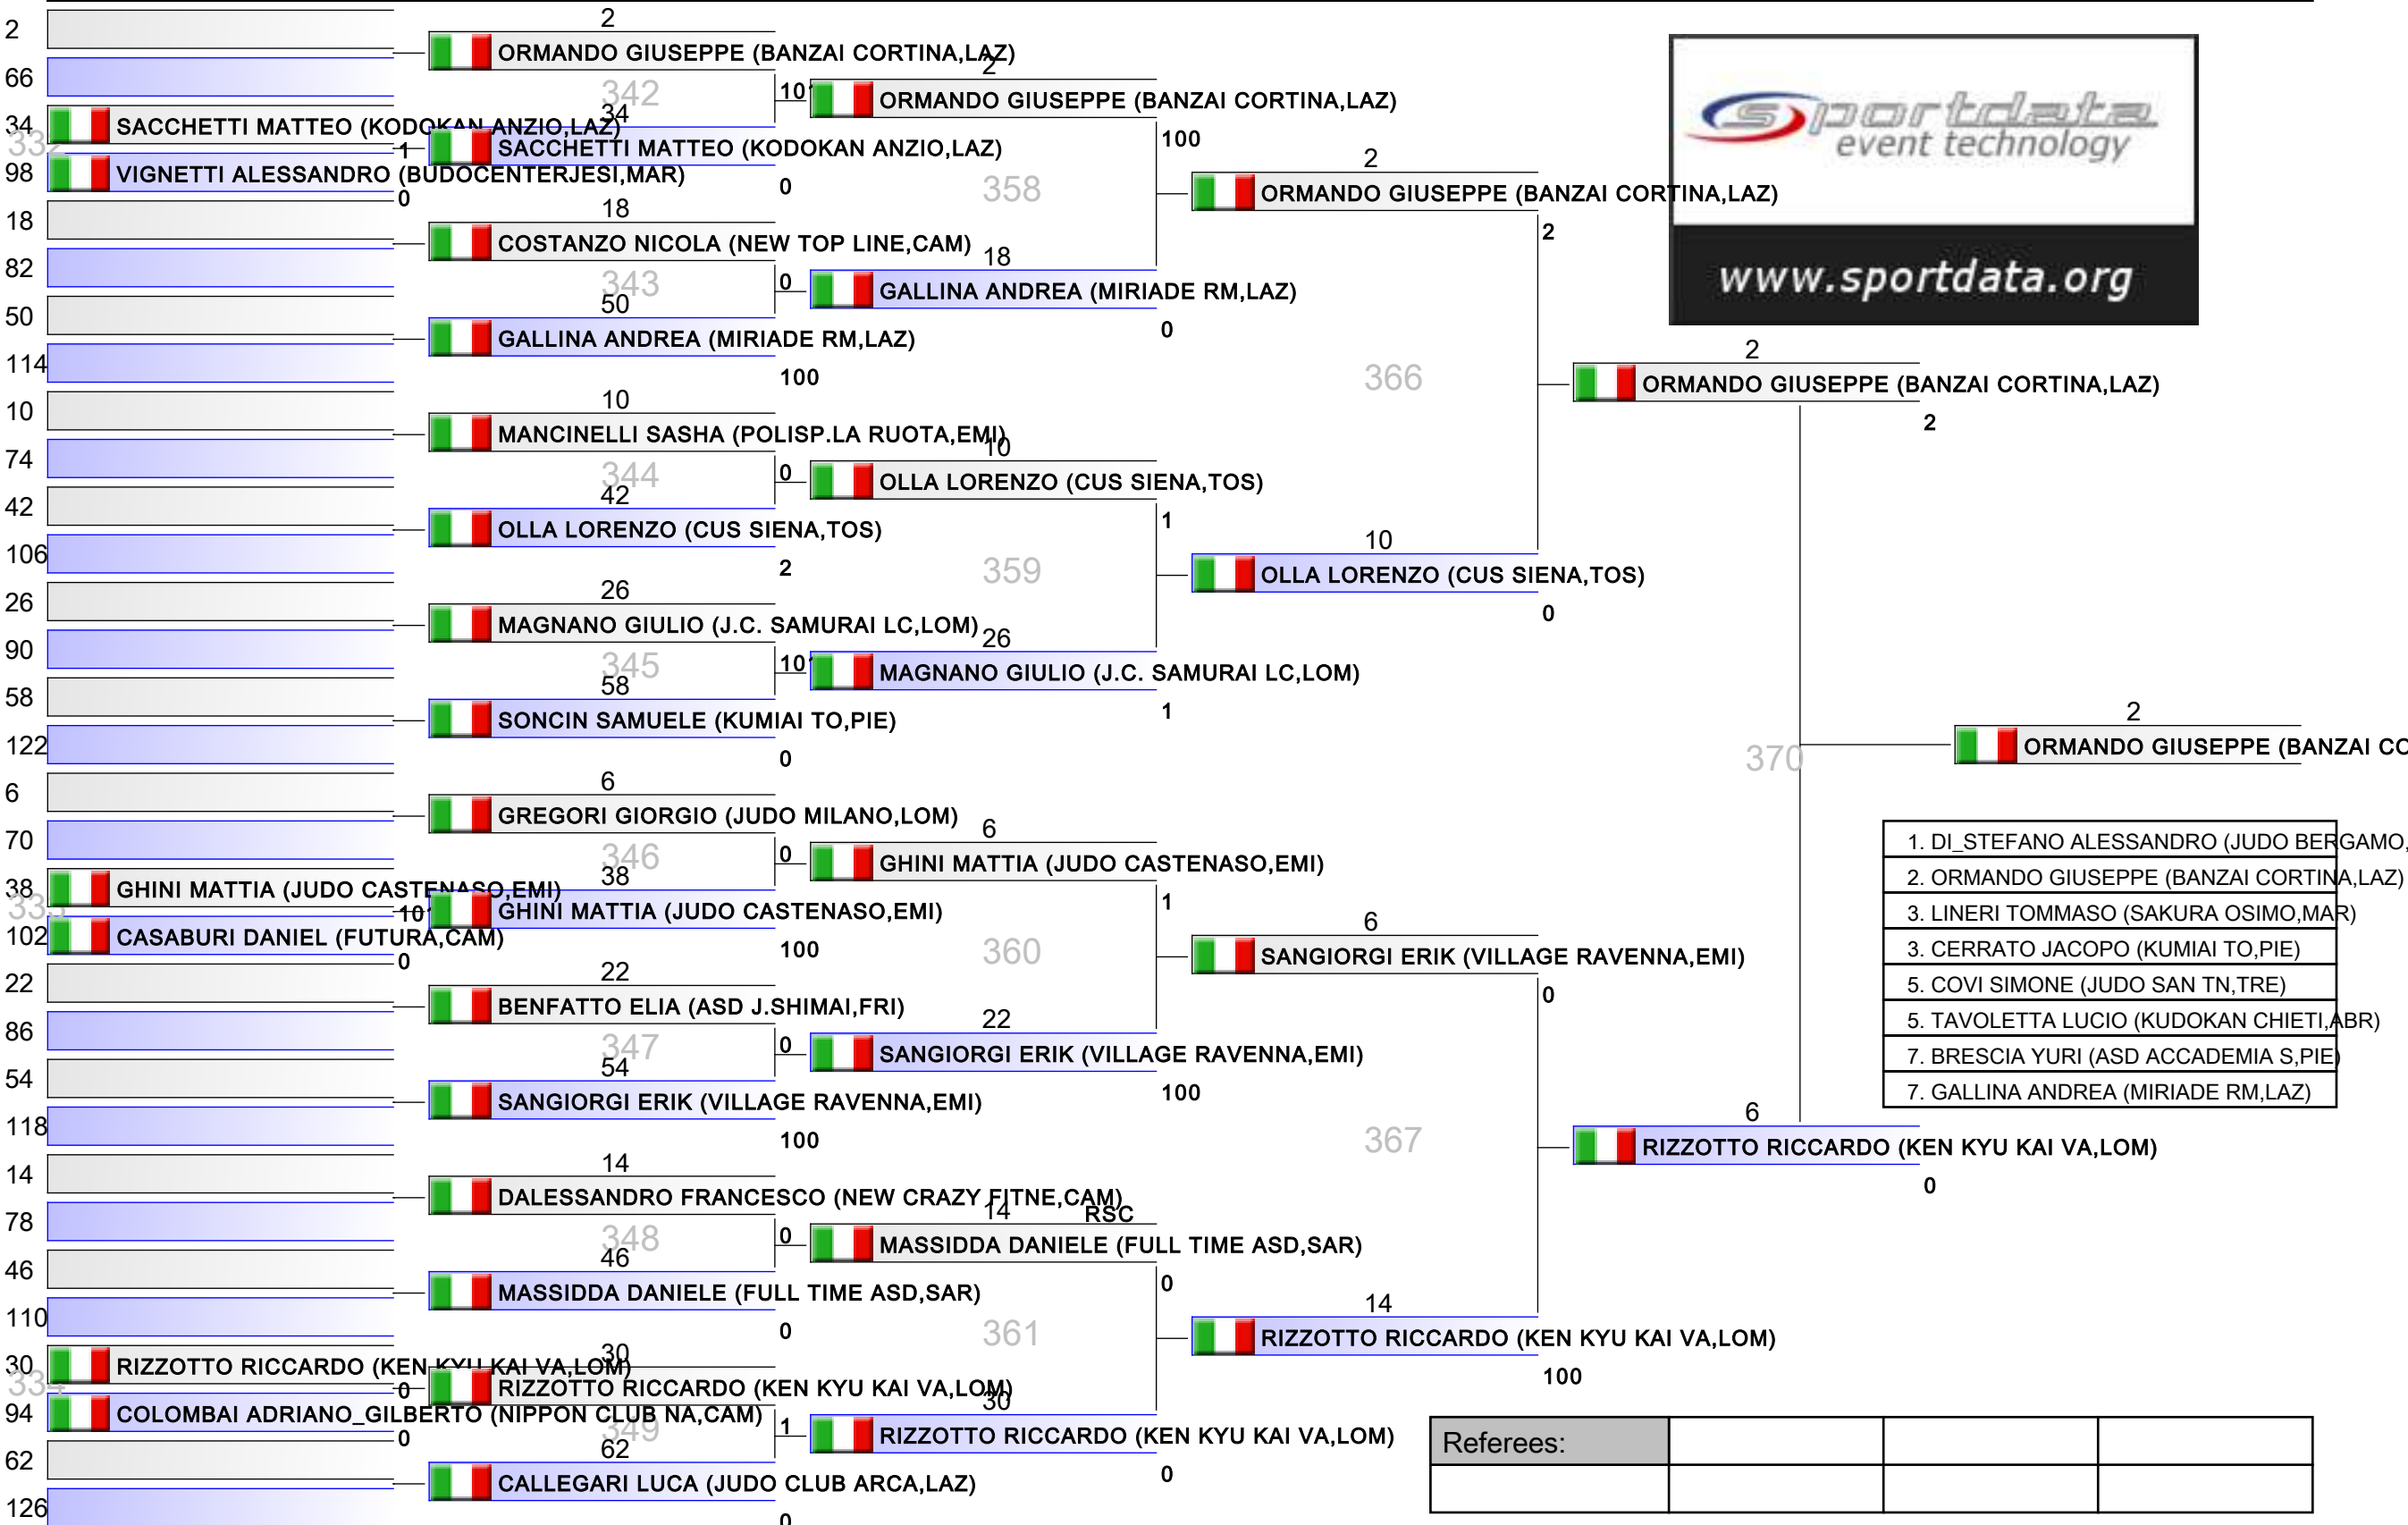 2
66
34
332
98
18
82
50
114
10
74
42
106
26
90
58
122
6
70
38
333
102
22
86
54
118
14
78
46
110
30
334
94
62
126
SACCHETTI MATTEO (KODOKAN ANZIO,LAZ)
1
VIGNETTI ALESSANDRO (BUDOCENTERJESI,MAR)
0
GHINI MATTIA (JUDO CASTENASO,EMI)
CASABURI DANIEL (FUTURA,CAM)
0
RIZZOTTO RICCARDO (KEN KYU KAI VA,LOM)
0
COLOMBAI ADRIANO_GILBERTO (NIPPON CLUB NA,CAM)
0
2
ORMANDO GIUSEPPE (BANZAI CORTINA,LAZ)
342
34
SACCHETTI MATTEO (KODOKAN ANZIO,LAZ)
0
18
COSTANZO NICOLA (NEW TOP LINE,CAM)
343
0
50
GALLINA ANDREA (MIRIADE RM,LAZ)
100
10
MANCINELLI SASHA (POLISP.LA RUOTA,EMI)
344
0
42
OLLA LORENZO (CUS SIENA,TOS)
2
26
MAGNANO GIULIO (J.C. SAMURAI LC,LOM)
345
58
SONCIN SAMUELE (KUMIAI TO,PIE)
0
6
GREGORI GIORGIO (JUDO MILANO,LOM)
346
0
38
GHINI MATTIA (JUDO CASTENASO,EMI)
100
22
BENFATTO ELIA (ASD J.SHIMAI,FRI)
347
0
54
SANGIORGI ERIK (VILLAGE RAVENNA,EMI)
100
14
DALESSANDRO FRANCESCO (NEW CRAZY FITNE,CAM)
348
0
46
MASSIDDA DANIELE (FULL TIME ASD,SAR)
0
30
RIZZOTTO RICCARDO (KEN KYU KAI VA,LOM)
349
1
62
CALLEGARI LUCA (JUDO CLUB ARCA,LAZ)
0
2
ORMANDO GIUSEPPE (BANZAI CORTINA,LAZ)
100
358
18
GALLINA ANDREA (MIRIADE RM,LAZ)
0
10
OLLA LORENZO (CUS SIENA,TOS)
1
359
26
MAGNANO GIULIO (J.C. SAMURAI LC,LOM)
1
6
GHINI MATTIA (JUDO CASTENASO,EMI)
1
360
22
SANGIORGI ERIK (VILLAGE RAVENNA,EMI)
100
14
RSC
MASSIDDA DANIELE (FULL TIME ASD,SAR)
0
361
30
RIZZOTTO RICCARDO (KEN KYU KAI VA,LOM)
0
2
ORMANDO GIUSEPPE (BANZAI CORTINA,LAZ)
2
366
10
OLLA LORENZO (CUS SIENA,TOS)
0
6
SANGIORGI ERIK (VILLAGE RAVENNA,EMI)
0
367
14
RIZZOTTO RICCARDO (KEN KYU KAI VA,LOM)
100
sportdata
event technology
www.sportdata.org
2
ORMANDO GIUSEPPE (BANZAI CORTINA,LAZ)
2
370
6
RIZZOTTO RICCARDO (KEN KYU KAI VA,LOM)
0
2
ORMANDO GIUSEPPE (BANZAI
1. DI_STEFANO ALESSANDRO (JUDO BERGAMO,
2. ORMANDO GIUSEPPE (BANZAI CORTINA,LAZ)
3. LINERI TOMMASO (SAKURA OSIMO,MAR)
3. CERRATO JACOPO (KUMIAI TO,PIE)
5. COVI SIMONE (JUDO SAN TN,TRE)
5. TAVOLETTA LUCIO (KUDOKAN CHIETI,ABR)
7. BRESCIA YURI (ASD ACCADEMIA S,PIE)
7. GALLINA ANDREA (MIRIADE RM,LAZ)
Referees: